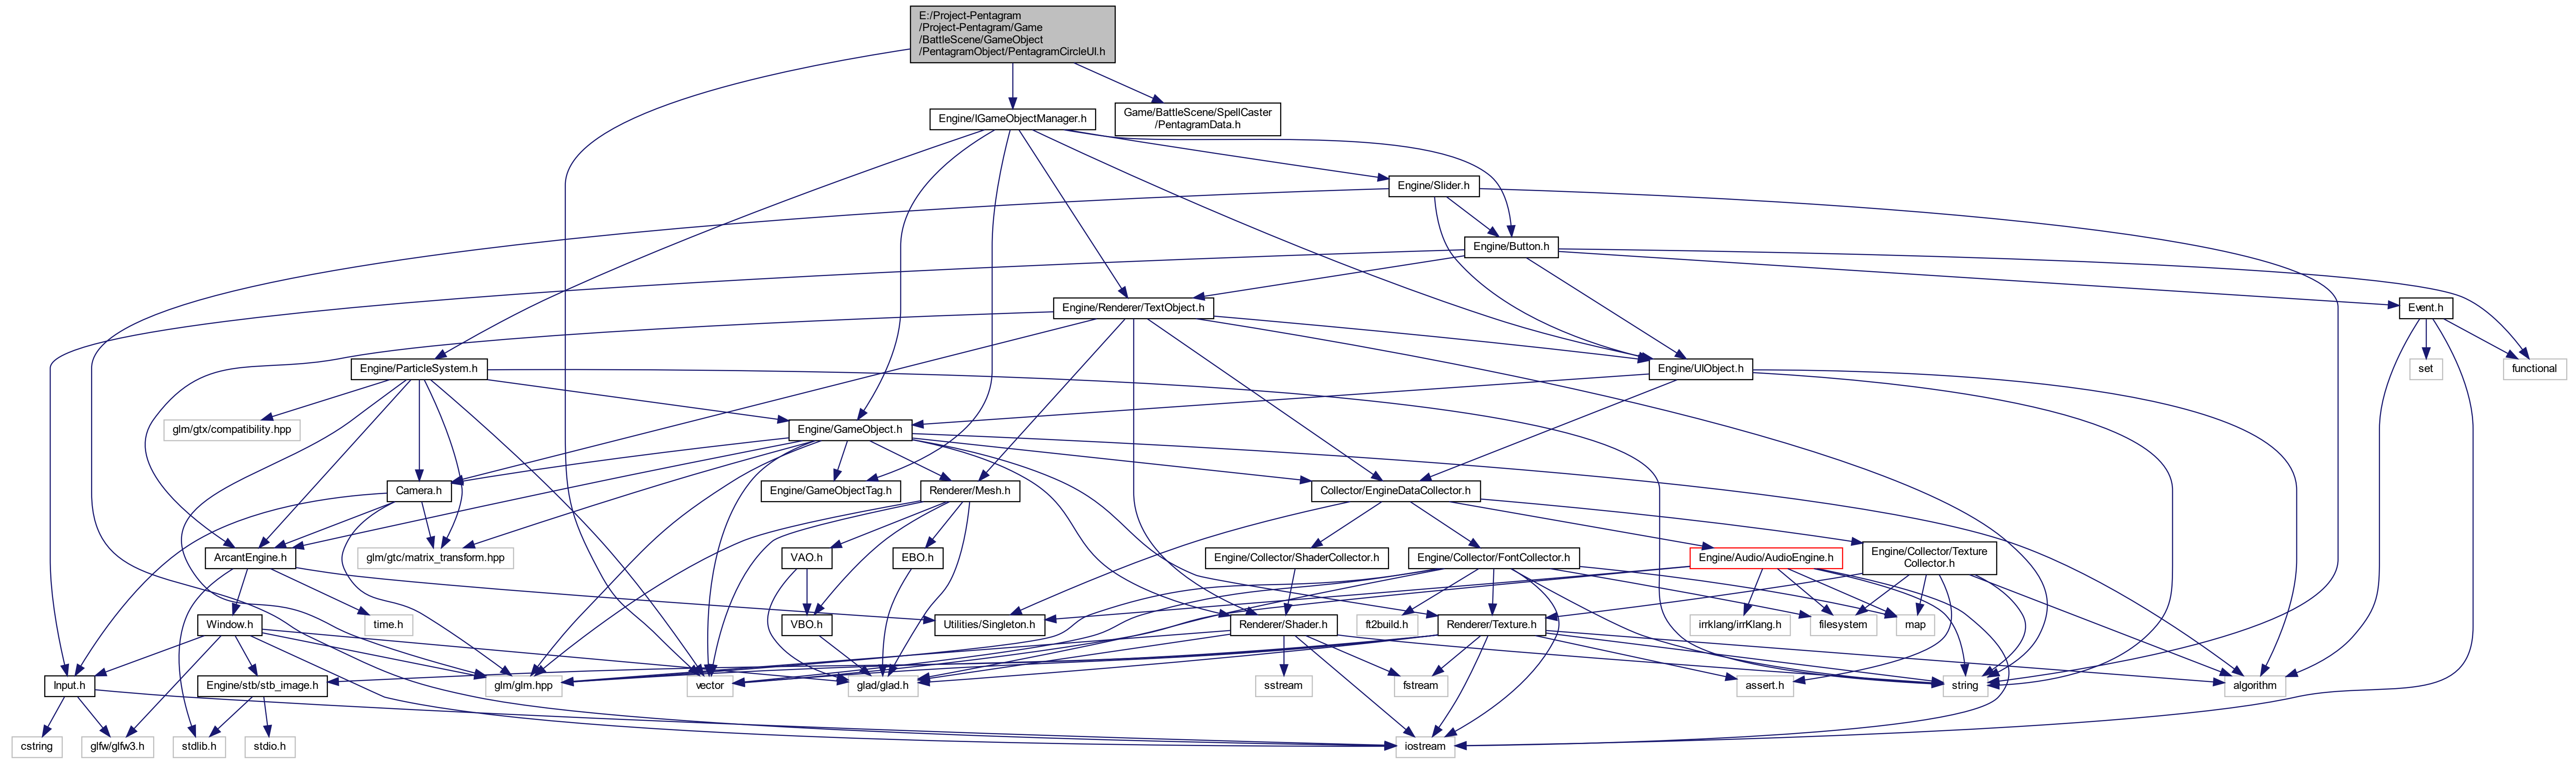 E:/Project-Pentagram
/Project-Pentagram/Game
/BattleScene/GameObject
/PentagramObject/PentagramCircleUI.h
Engine/IGameObjectManager.h
Game/BattleScene/SpellCaster
/PentagramData.h
Engine/Slider.h
Engine/Button.h
Engine/Renderer/TextObject.h
Event.h
Engine/ParticleSystem.h
Engine/UIObject.h
set
functional
glm/gtx/compatibility.hpp
Engine/GameObject.h
Camera.h
Engine/GameObjectTag.h
Renderer/Mesh.h
Collector/EngineDataCollector.h
ArcantEngine.h
glm/gtc/matrix_transform.hpp
VAO.h
EBO.h
Engine/Collector/ShaderCollector.h
Engine/Collector/FontCollector.h
Engine/Audio/AudioEngine.h
Engine/Collector/Texture
Collector.h
Window.h
time.h
VBO.h
Utilities/Singleton.h
Renderer/Shader.h
ft2build.h
Renderer/Texture.h
irrklang/irrKlang.h
filesystem
map
Input.h
Engine/stb/stb_image.h
glm/glm.hpp
vector
glad/glad.h
sstream
fstream
assert.h
string
algorithm
cstring
glfw/glfw3.h
stdlib.h
stdio.h
iostream